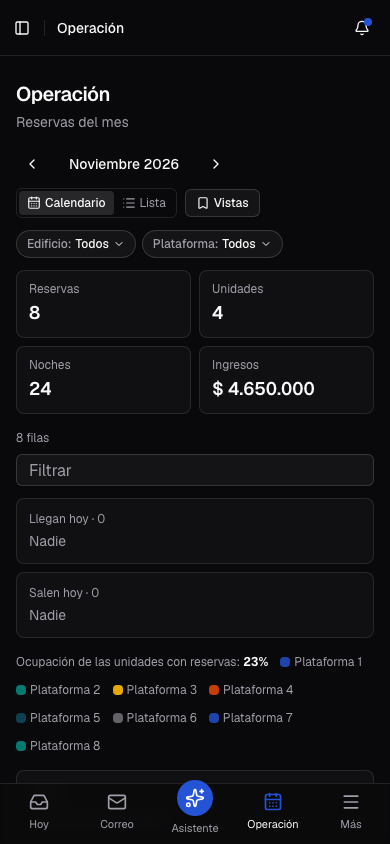 Operación
Operación
Reservas del mes
Noviembre 2026
Calendario Lista Vistas
Edificio: Todos Plataforma: Todos
Reservas Unidades
8 4
Noches Ingresos
24 $ 4.650.000
8 filas
Filtrar
Llegan hoy · 0
Nadie
Salen hoy · 0
Nadie
Ocupación de las unidades con reservas: 23% Plataforma 1
Plataforma 2 Plataforma 3 Plataforma 4
Plataforma 5 Plataforma 6 Plataforma 7
Plataforma 8
Hoy Correo Asistente Operación Más